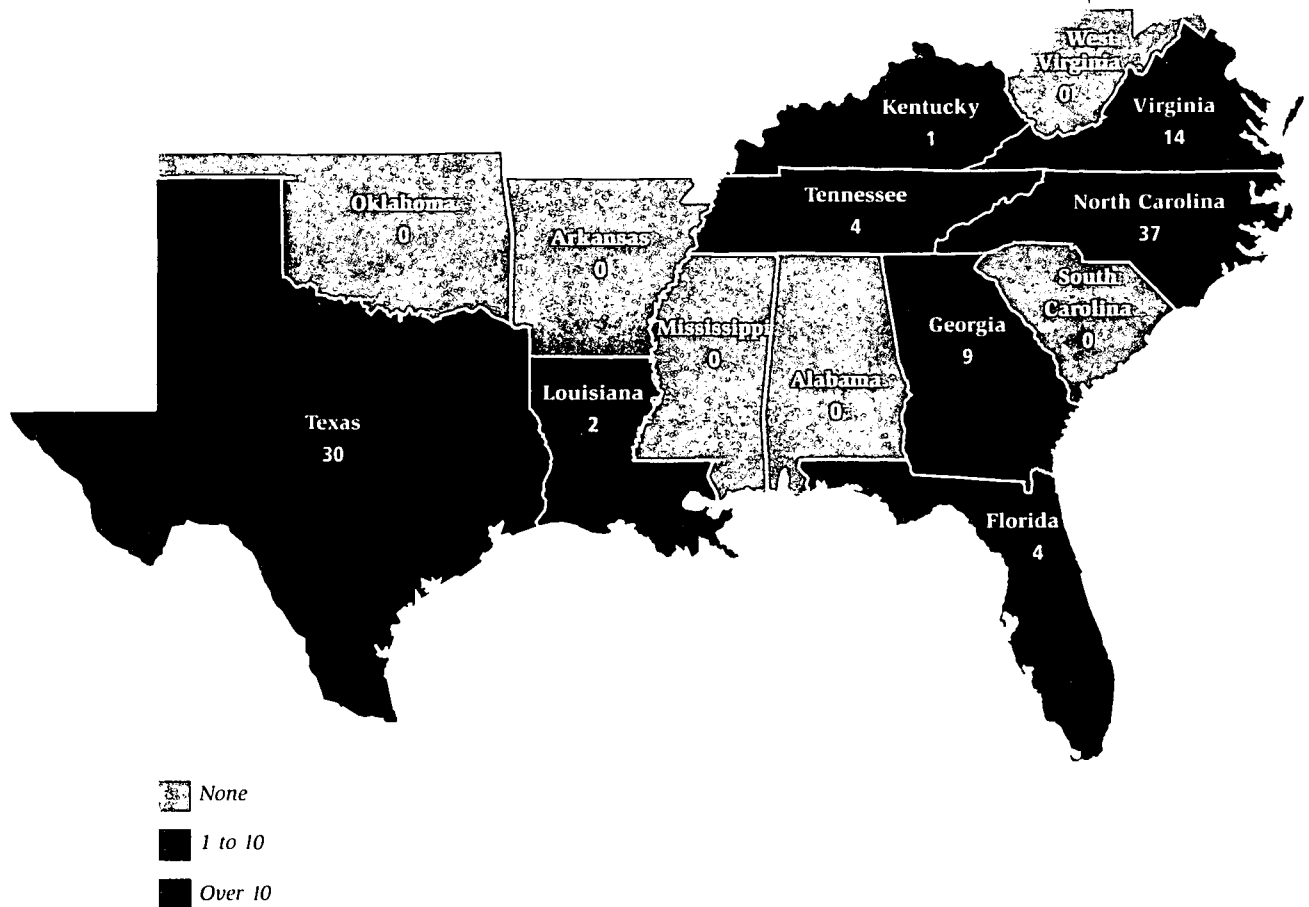 West
Virginia
0
Kentucky
1
Virginia
14
Oklahoma
0
Arkansas
0
Tennessee
4
North Carolina
37
Mississippi
0
Alabama
0
Georgia
9
South
Carolina
0
Louisiana
2
Texas
30
Florida
4
None
1 to 10
Over 10